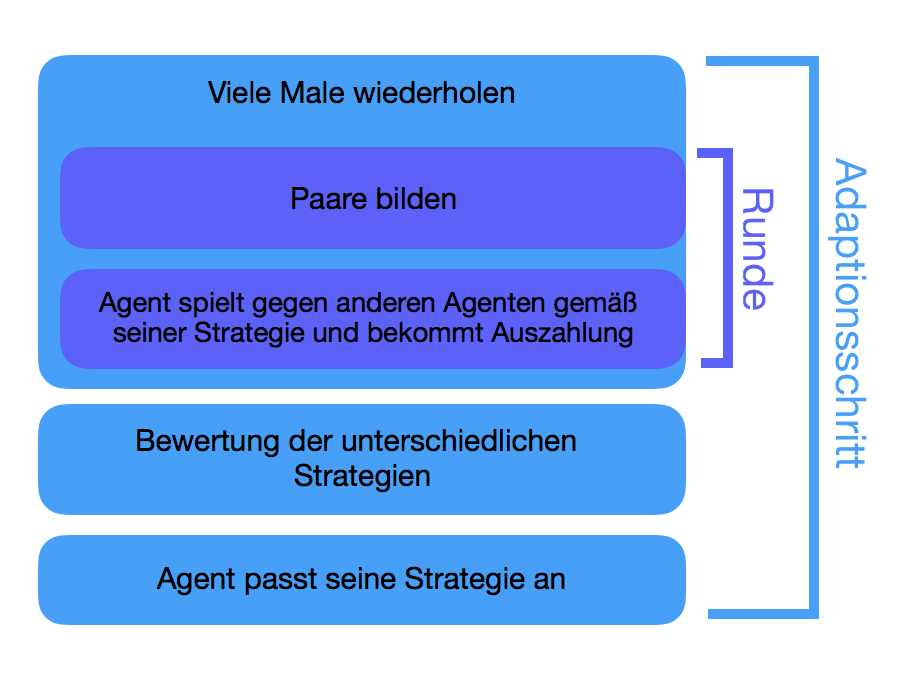 Viele Male wiederholen
Paare bilden
Agent spielt gegen anderen Agenten gemäß
seiner Strategie und bekommt Auszahlung
Runde
Bewertung der unterschiedlichen
Strategien
Agent passt seine Strategie an
Adaptionsschritt